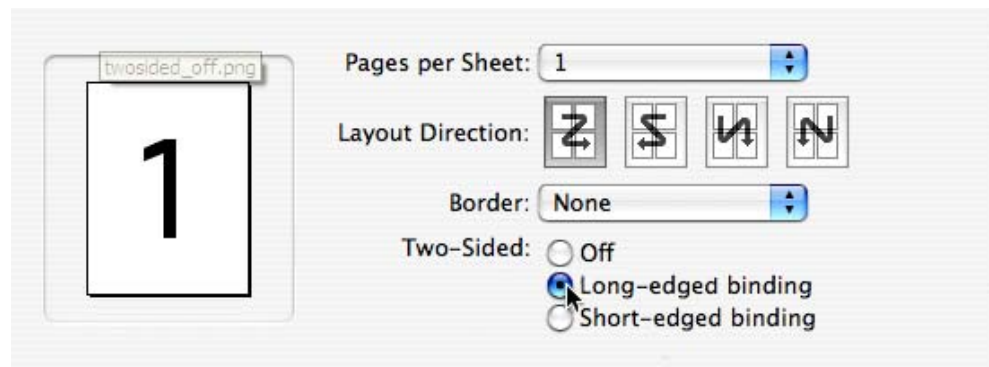 twosided_off.png
1
Pages per Sheet: 1
Layout Direction:
Border: None
Two-Sided: Off
Long-edged binding
Short-edged binding